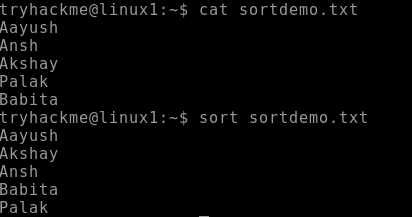 tryhackme@linux1:~$ cat sortdemo.txt
Aayush
Ansh
Akshay
Palak
Babita
tryhackme@linux1:~$ sort sortdemo.txt
Aayush
Akshay
Ansh
Babita
Palak